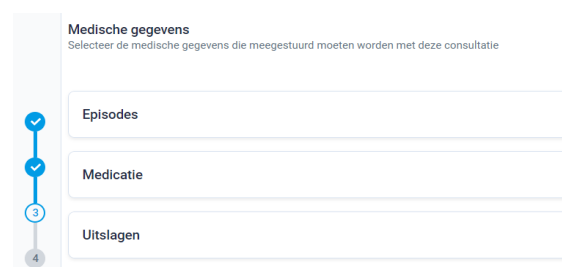 Medische gegevens
Selecteer de medische gegevens die meegestuurd moeten worden met deze consultatie
Episodes
Medicatie
3
Uitslagen
4